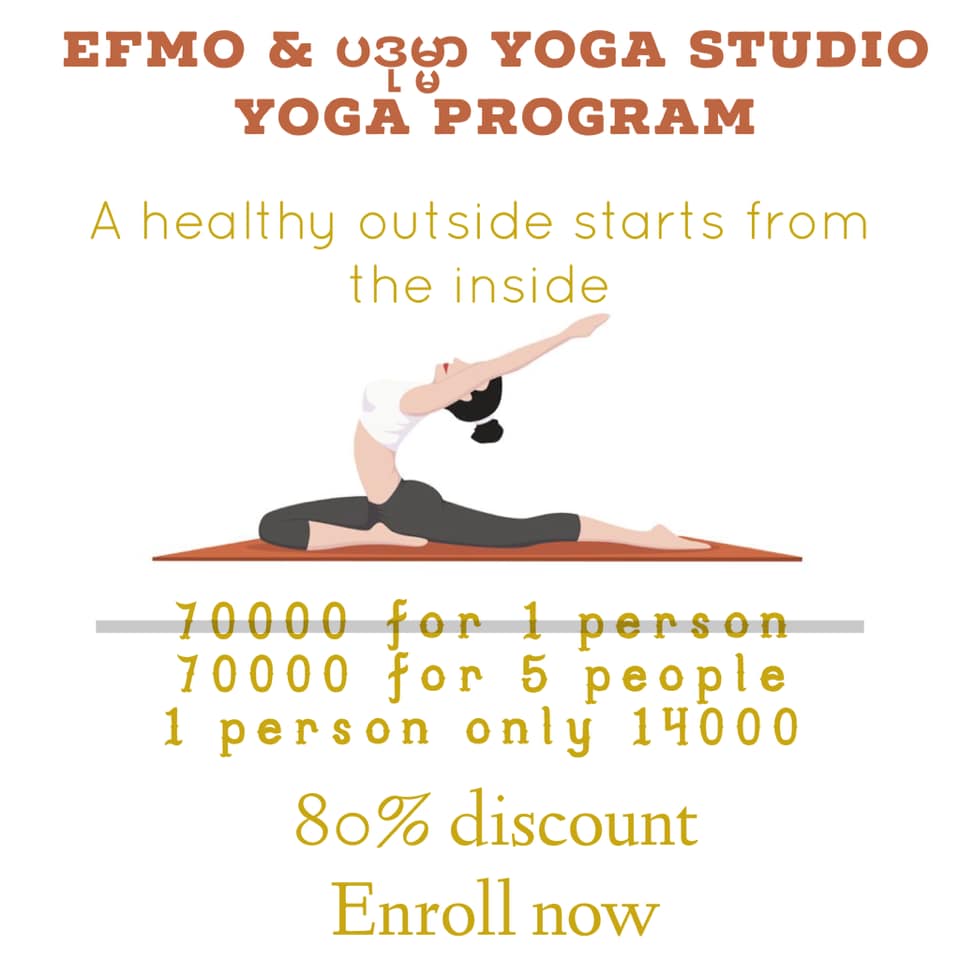 EFMO & ပဒုမ္မာ YOGA STUDIO
YOGA PROGRAM
A healthy outside starts from
the inside
70000 for 1 person
70000 for 5 people
1 person only 14000
80% discount
Enroll now